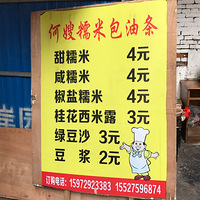 何嫂糯米包油条
甜糯米 4元
咸糯米 4元
椒盐糯米 4元
桂花西米露 3元
绿豆沙 3元
豆浆 2元
订购电话：15972923383 15527596874